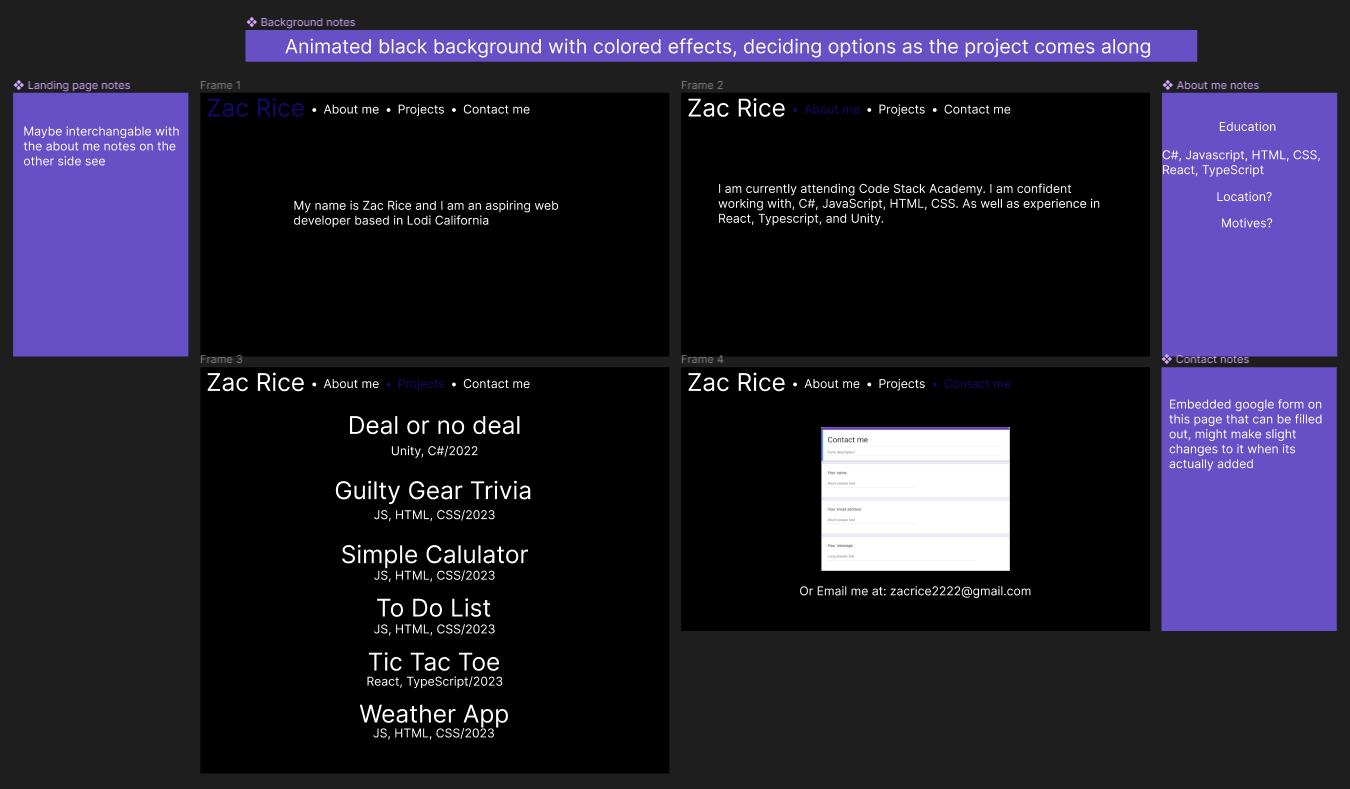 Background notes
Animated black background with colored effects, deciding options as the project comes along
Landing page notes
Maybe interchangable with
the about me notes on the
other side see
Frame 1
Zac Rice • About me • Projects • Contact me
My name is Zac Rice and I am an aspiring web
developer based in Lodi California
Frame 2
Zac Rice • About me • Projects • Contact me
I am currently attending Code Stack Academy. I am confident
working with, C#, JavaScript, HTML, CSS. As well as experience in
React, Typescript, and Unity.
About me notes
Education
C#, Javascript, HTML, CSS,
React, TypeScript
Location?
Motives?
Frame 3
Zac Rice • About me • Projects • Contact me
Deal or no deal
Unity, C#/2022
Guilty Gear Trivia
JS, HTML, CSS/2023
Simple Calulator
JS, HTML, CSS/2023
To Do List
JS, HTML, CSS/2023
Tic Tac Toe
React, TypeScript/2023
Weather App
JS, HTML, CSS/2023
Frame 4
Zac Rice • About me • Projects • Contact me
Contact me
Form description
Your name
Short answer text
Your email address
Short answer text
Your message
Long answer text
Or Email me at: zacrice2222@gmail.com
Contact notes
Embedded google form on
this page that can be filled
out, might make slight
changes to it when its
actually added